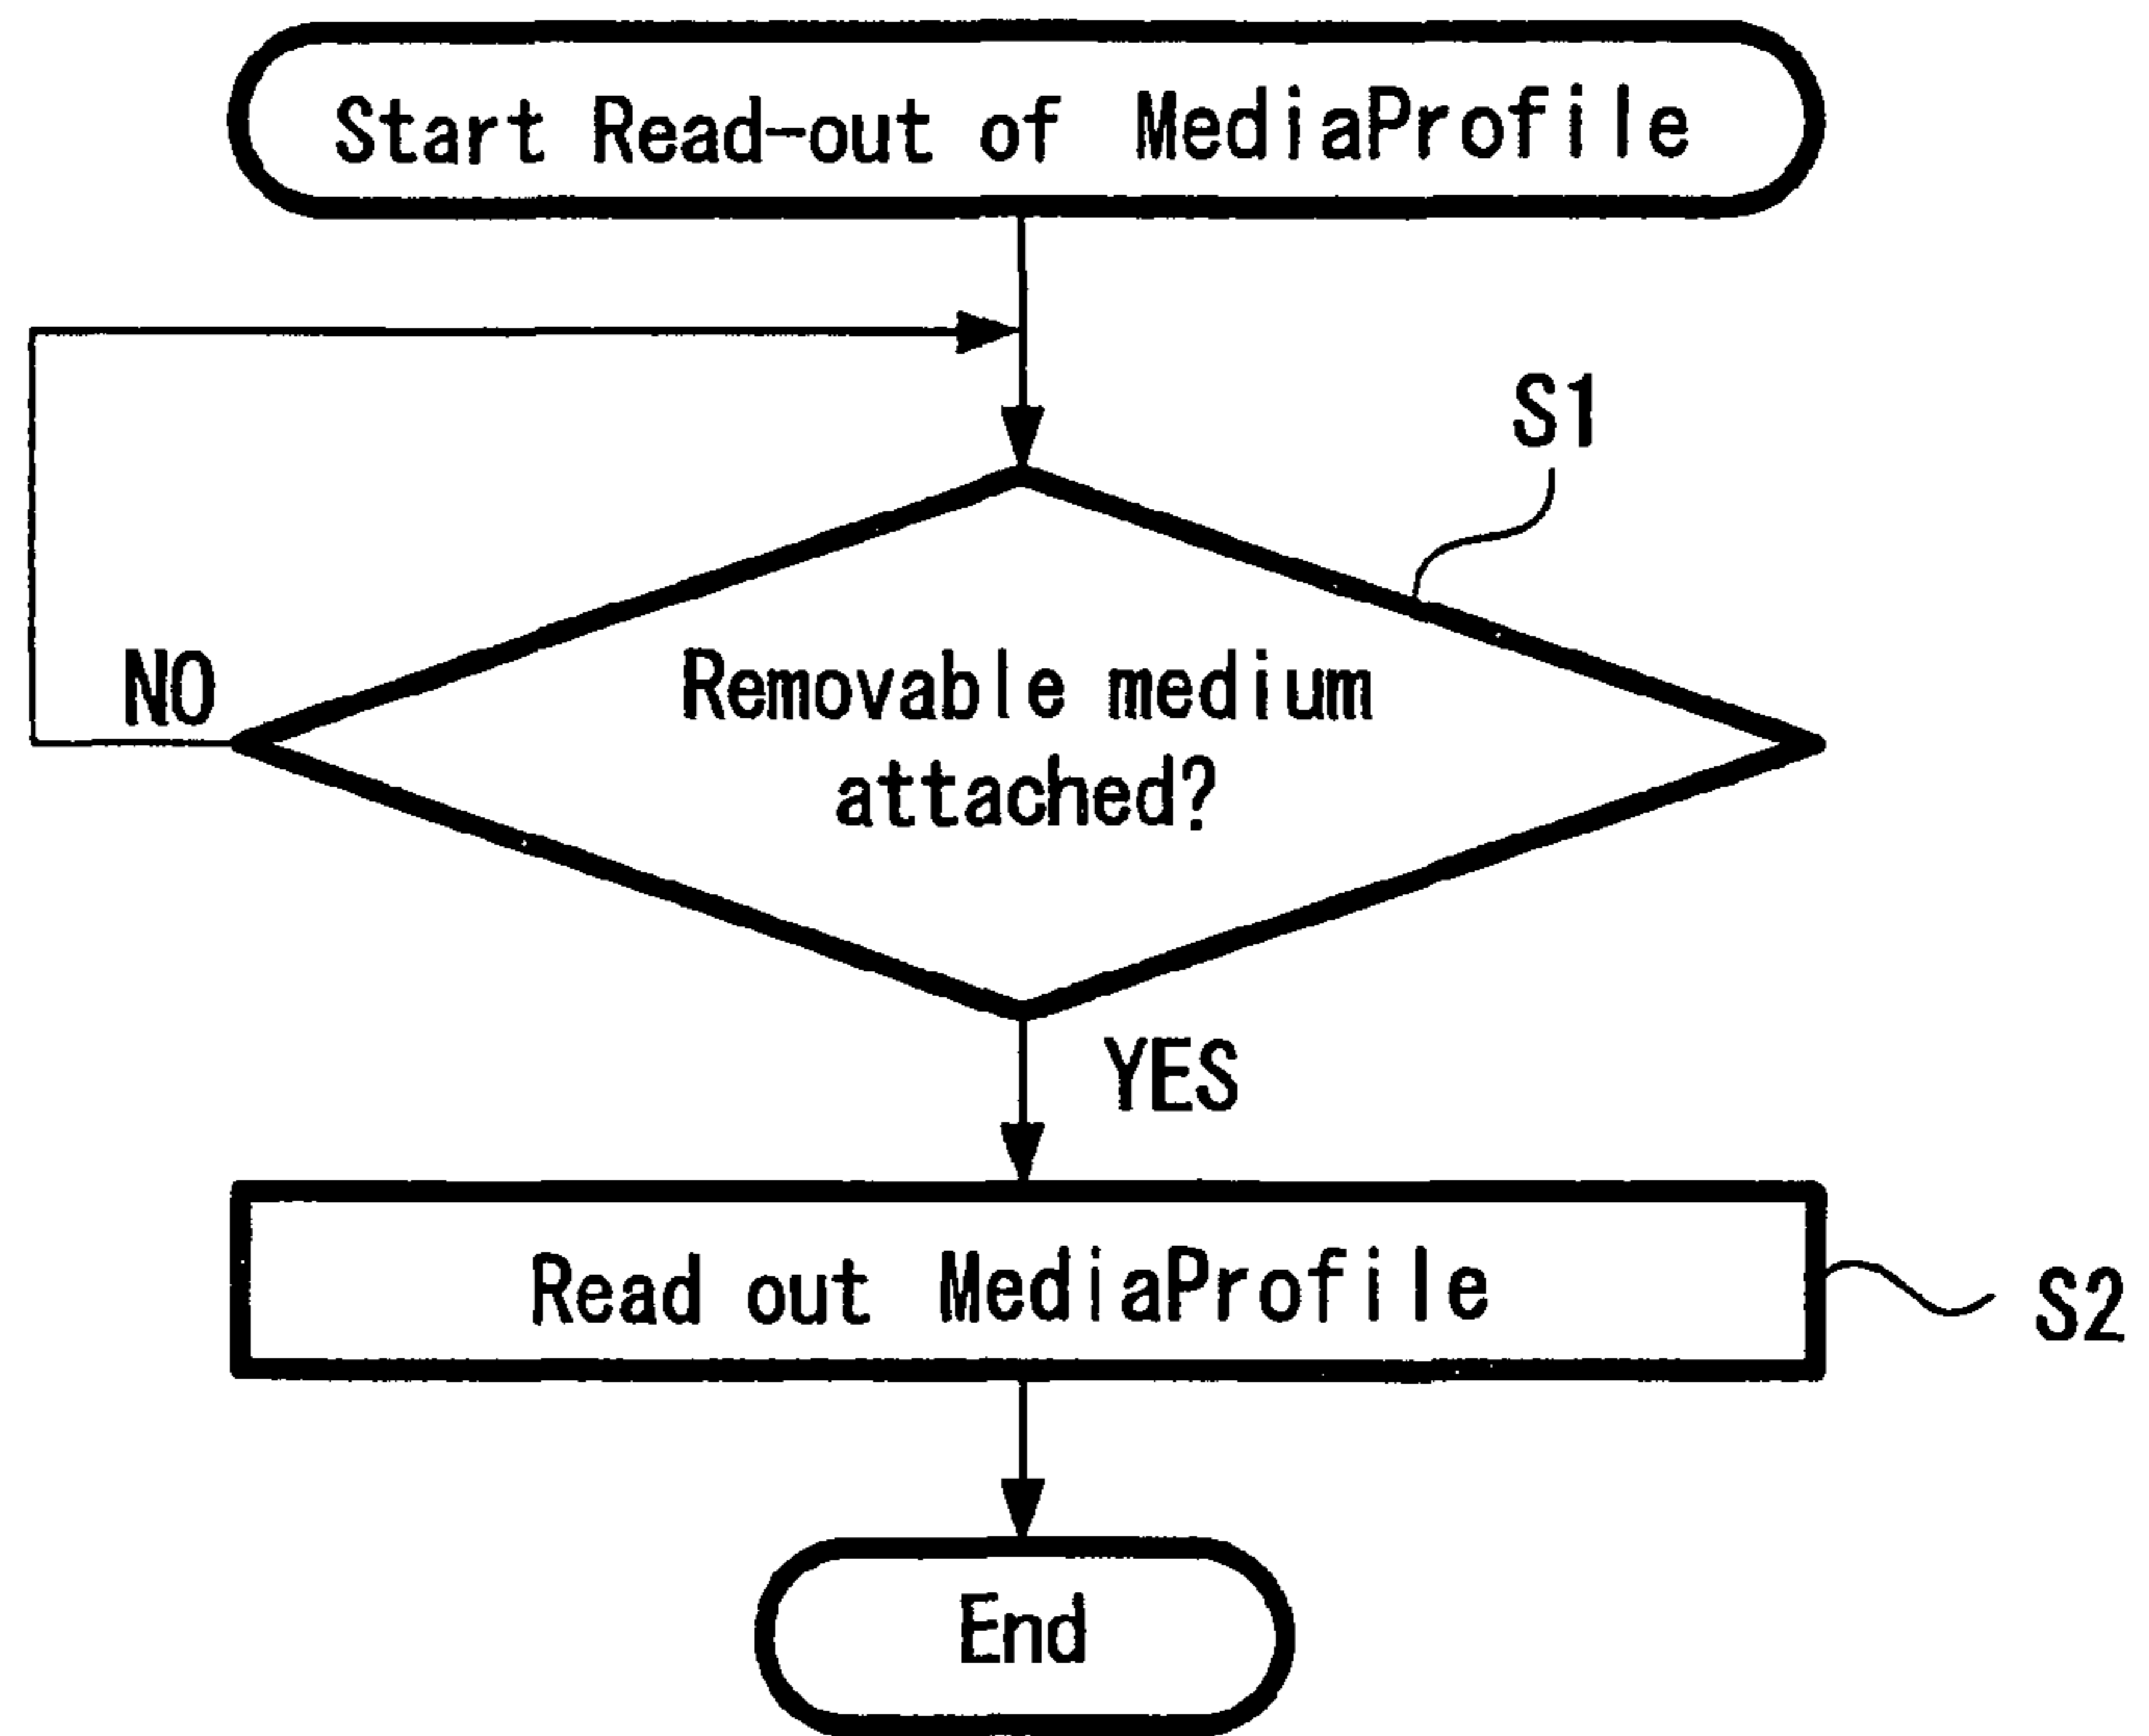 Start Read-out of MediaProfile
S1
NO
Removable medium
attached?
YES
Read out MediaProfile
S2
End